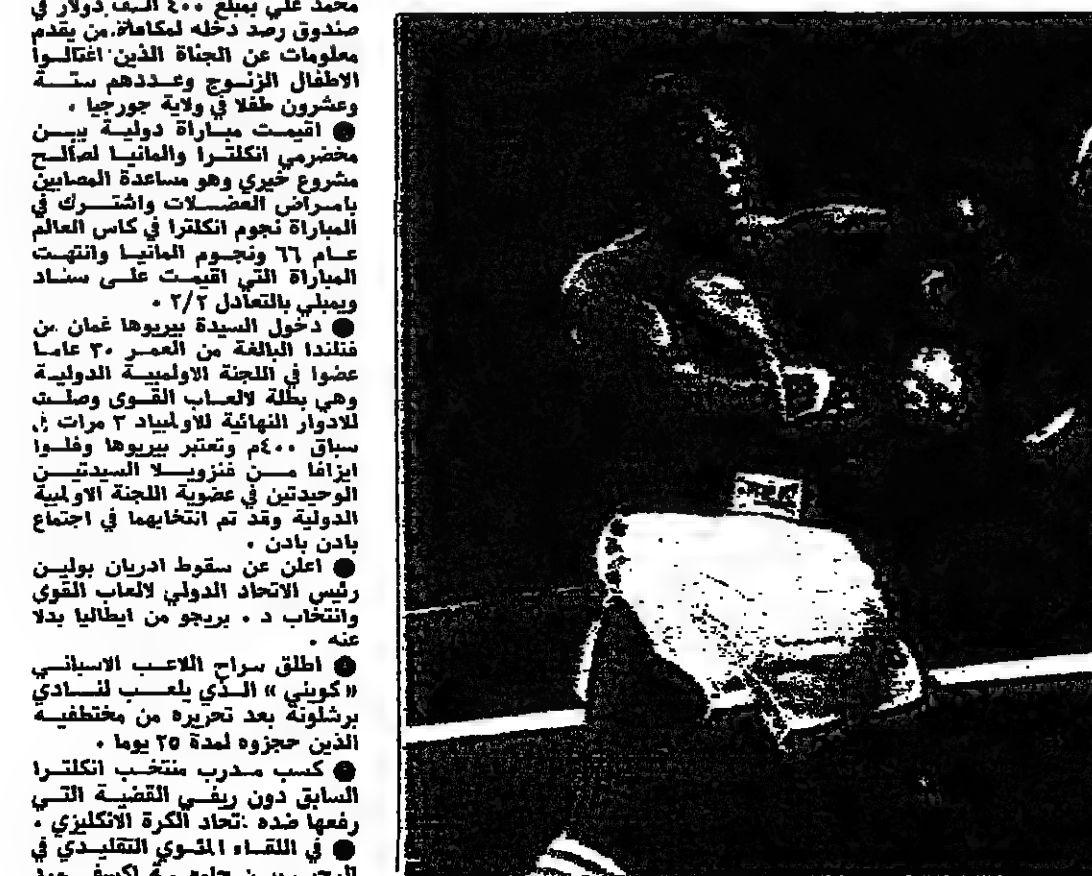 محمد علي بمبلغ ٤٠٠ الف دولار في
صندوق رصد دخله لمكافاة من يقدم
معلومات عن الجناة الذين اغتالوا
الاطفال الزنوج وعددهم ستة
وعشرون طفلا في ولاية جورجيا .
● اقيمت مباراة دولية بين
مخضرمي انكلترا والمانيا لصالح
مشروع خيري وهو مساعدة المصابين
بامراض العضلات واشترك في
المباراة نجوم انكلترا في كاس العالم
عام ٦٦ ونجوم المانيا وانتهت
المباراة التي اقيمت على سناد
ويمبلي بالتعادل ٢/٢ .
● دخول السيدة بيريوها غمان من
فنلندا البالغة من العمر ٣٠ عاما
عضوا في اللجنة الاولمبية الدولية
وهي بطلة لالعاب القوى وصلت
للادوار النهائية للاولمبياد ٣ مرات في
سباق ٤٠٠م وتعتبر بيريوها وفلوا
ايزافا من فنزويلا السيدتين
الوحيدتين في عضوية اللجنة الاولمبية
الدولية وقد تم انتخابهما في اجتماع
بادن بادن .
● اعلن عن سقوط ادريان بولين
رئيس الاتحاد الدولي لالعاب القوي
وانتخاب د . بريجو من ايطاليا بدلا
عنه .
● اطلق سراح اللاعب الاسباني
« كويني » الذي يلعب لنادي
برشلونة بعد تحريره من مختطفيه
الذين حجزوه لمدة ٢٥ يوما .
● كسب مدرب منتخب انكلترا
السابق دون ريفي القضية التي
رفعها ضده اتحاد الكرة الانكليزي .
● في اللقاء المئوي التقليدي في